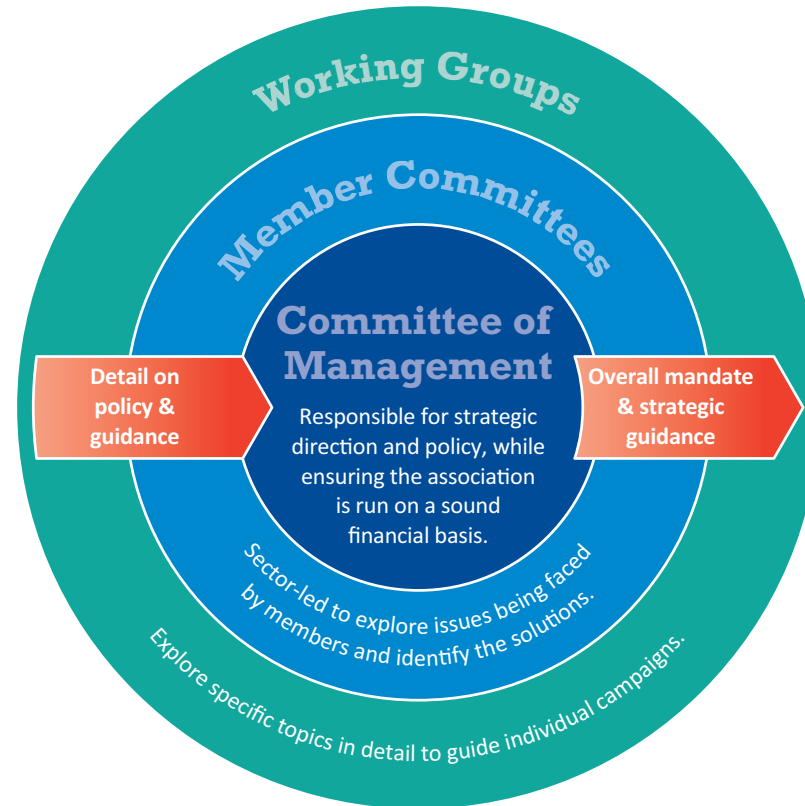 Working Groups
Member Committees
Committee of
Management
Responsible for strategic
direction and policy, while
ensuring the association
is run on a sound
financial basis.
Detail on
policy &
guidance
Overall mandate
& strategic
guidance
Sector-led to explore issues being faced
by members and identify the solutions.
Explore specific topics in detail to guide individual campaigns.